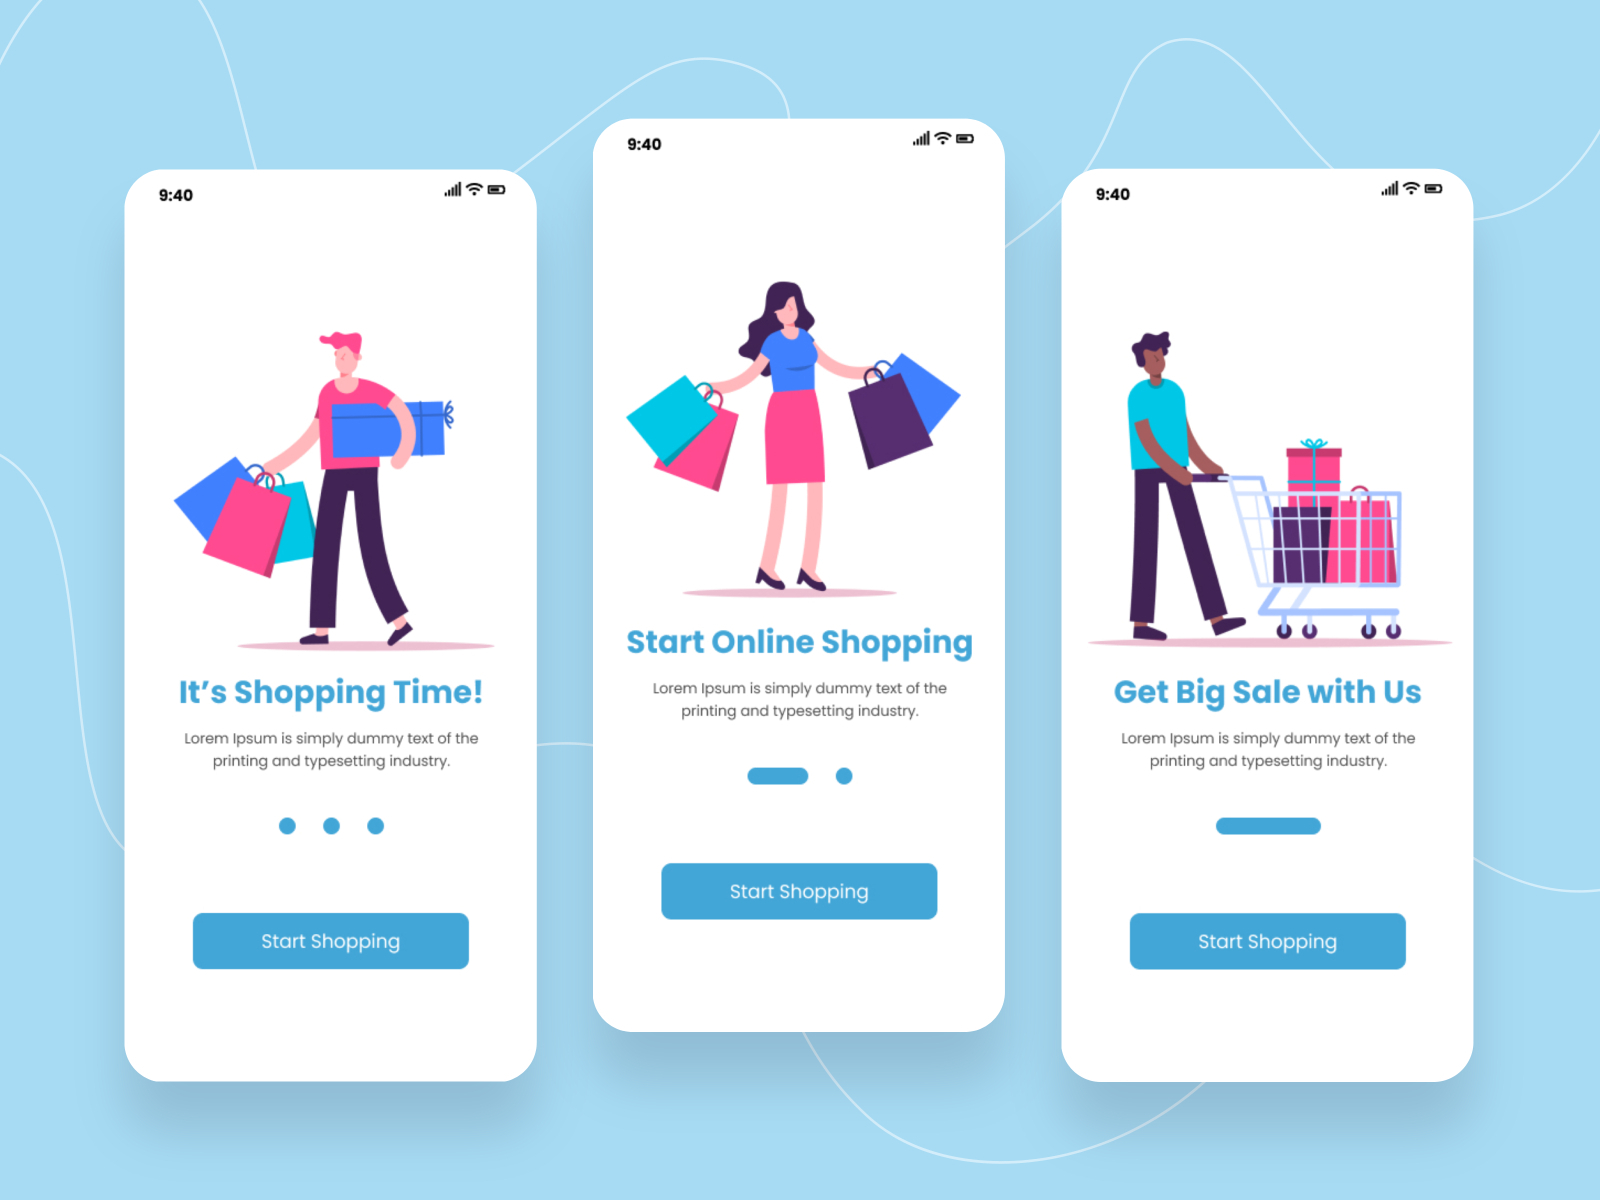 9:40
It’s Shopping Time!
Lorem Ipsum is simply dummy text of the
printing and typesetting industry.
Start Shopping
9:40
Start Online Shopping
Lorem Ipsum is simply dummy text of the
printing and typesetting industry.
Start Shopping
9:40
Get Big Sale with Us
Lorem Ipsum is simply dummy text of the
printing and typesetting industry.
Start Shopping